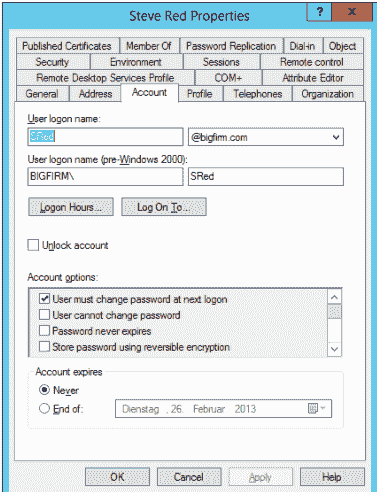 Steve Red Properties
? x
Published Certificates Member Of Password Replication Dial-in Object
Security Environment Sessions Remote control
Remote Desktop Services Profile COM+ Attribute Editor
General Address Account Profile Telephones Organization
User logon name:
SRed @bigfirm.com
User logon name (pre-Windows 2000):
BIGFIRM\ SRed
Logon Hours... Log On To...
Unlock account
Account options:
User must change password at next logon
User cannot change password
Password never expires
Store password using reversible encryption
Account expires
Never
End of: Dienstag , 26. Februar 2013
OK Cancel Apply Help